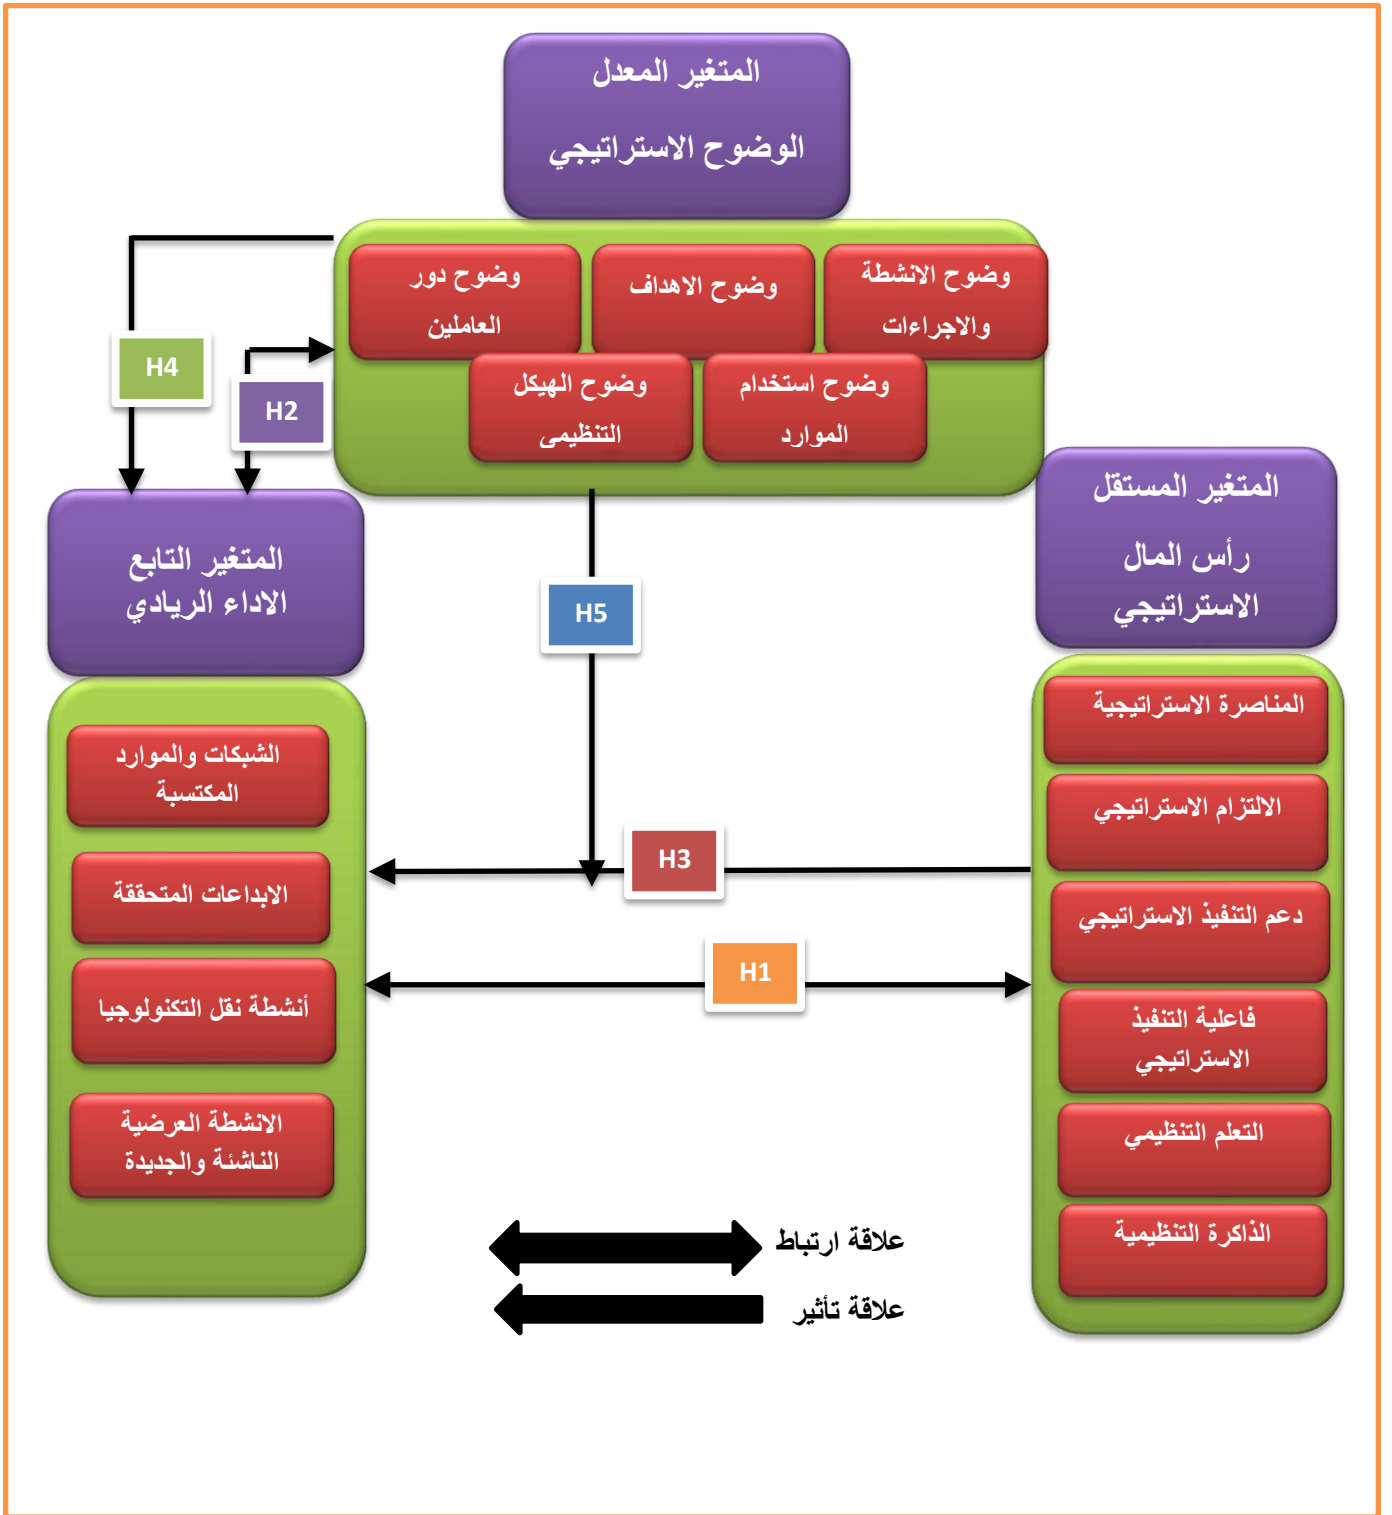 المتغير المعدل
الوضوح الاستراتيجي
وضوح الانشطة
والاجراءات
وضوح الاهداف
وضوح دور
العاملين
وضوح استخدام
الموارد
وضوح الهيكل
التنظيمي
H4
H2
المتغير المستقل
رأس المال
الاستراتيجي
المتغير التابع
الاداء الريادي
H5
المناصرة الاستراتيجية
الالتزام الاستراتيجي
دعم التنفيذ الاستراتيجي
فاعلية التنفيذ
الاستراتيجي
التعلم التنظيمي
الذاكرة التنظيمية
H3
H1
الشبكات والموارد
المكتسبة
الابداعات المتحققة
أنشطة نقل التكنولوجيا
الانشطة العرضية
الناشئة والجديدة
علاقة ارتباط
علاقة تأثير